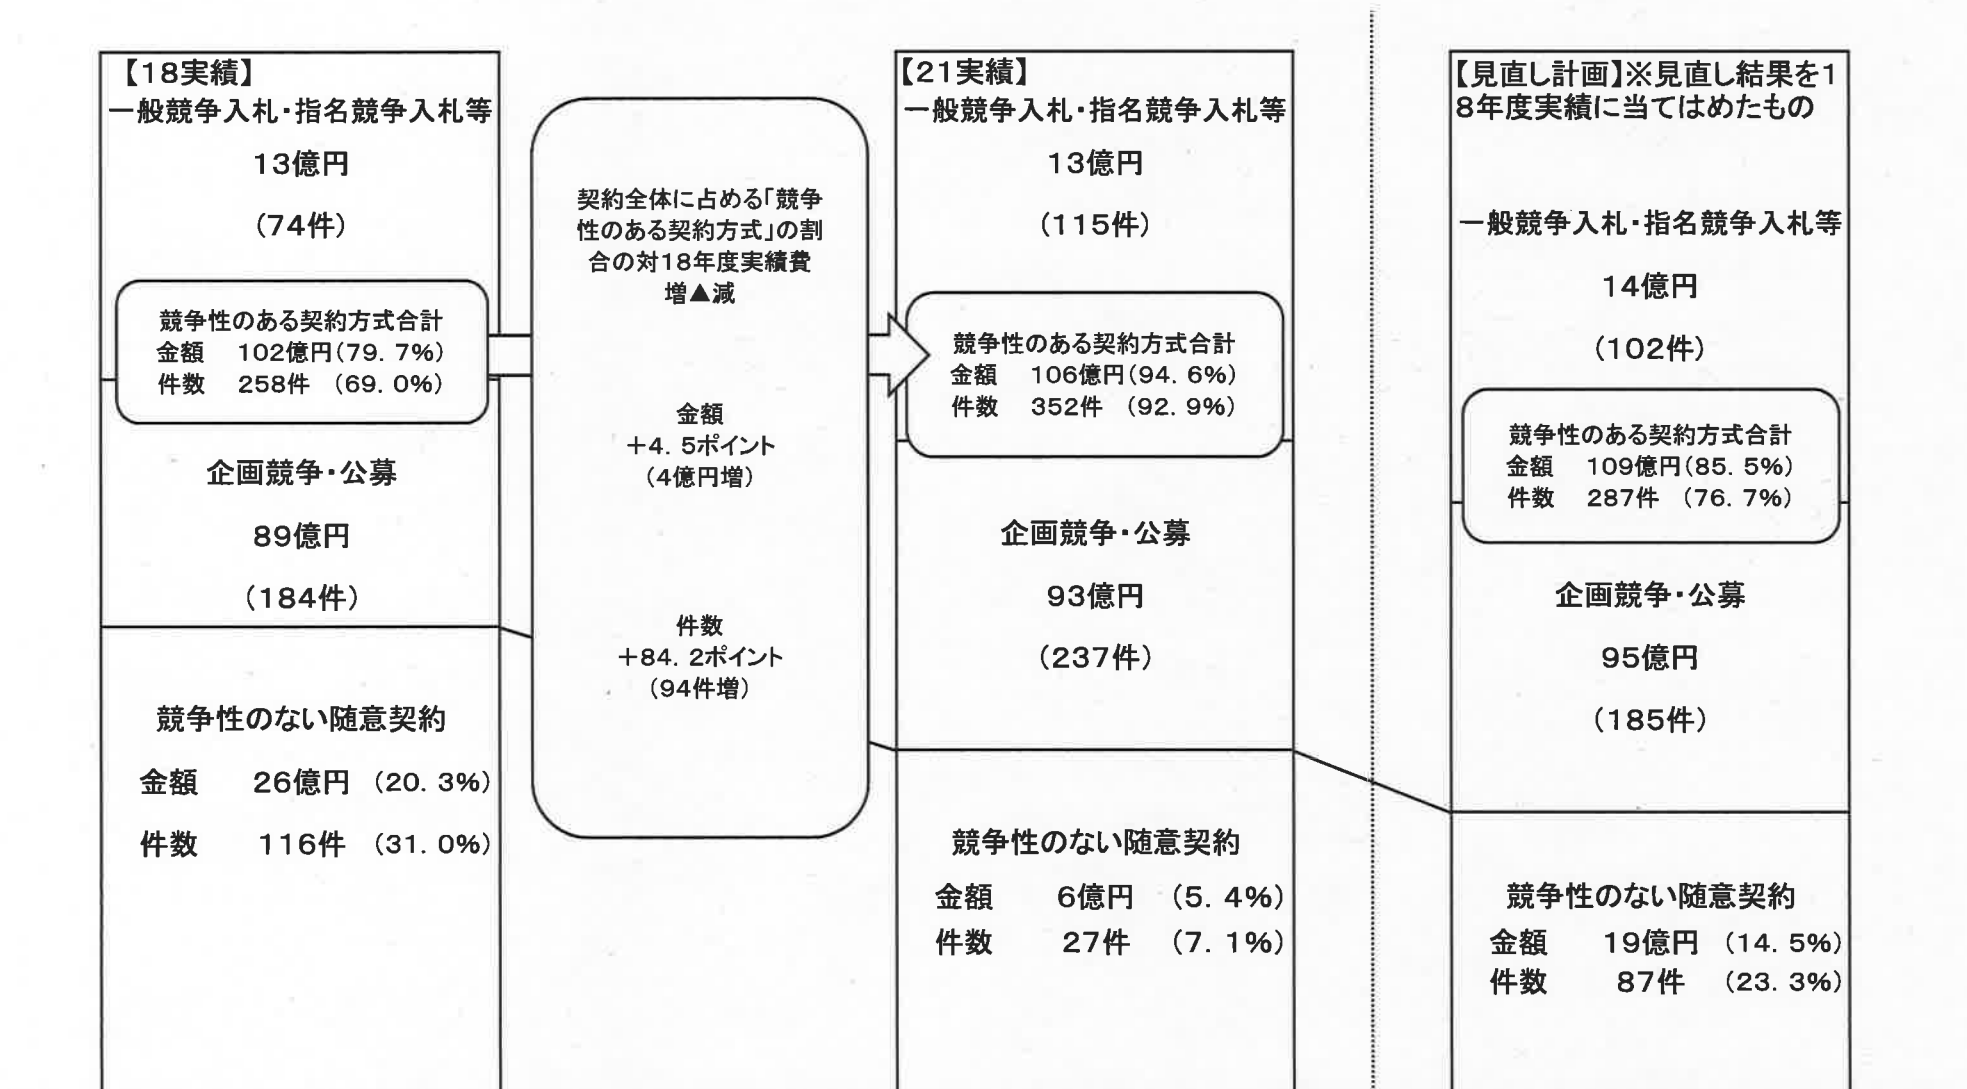 【18実績】
一般競争入札・指名競争入札等
13億円
(74件)
競争性のある契約方式合計
金額 102億円(79．7%)
件数 258件 (69．0%)
企画競争・公募
89億円
(184件)
競争性のない随意契約
金額 26億円 (20．3%)
件数 116件 (31．0%)
契約全体に占める「競争
性のある契約方式」の割
合の対18年度実績費
増▲減
金額
＋4．5ポイント
(4億円増)
件数
＋84．2ポイント
(94件増)
【21実績】
一般競争入札・指名競争入札等
13億円
(115件)
競争性のある契約方式合計
金額 106億円(94．6%)
件数 352件 (92．9%)
企画競争・公募
93億円
(237件)
競争性のない随意契約
金額 6億円 (5．4%)
件数 27件 (7．1%)
【見直し計画】※見直し結果を1
8年度実績に当てはめたもの
一般競争入札・指名競争入札等
14億円
(102件)
競争性のある契約方式合計
金額 109億円(85．5%)
件数 287件 (76．7%)
企画競争・公募
95億円
(185件)
競争性のない随意契約
金額 19億円 (14．5%)
件数 87件 (23．3%)